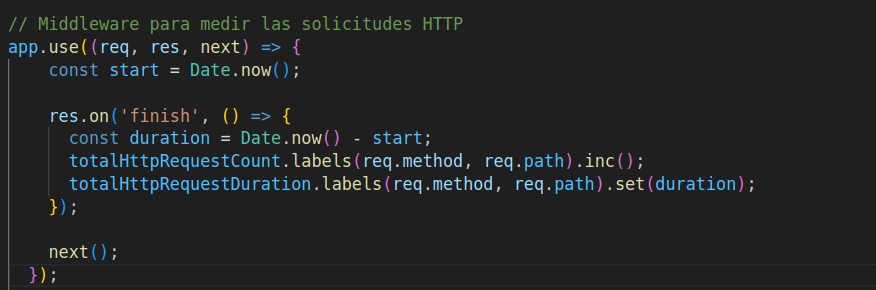 // Middleware para medir las solicitudes HTTP
app.use((req, res, next) => {
    const start = Date.now();

    res.on('finish', () => {
      const duration = Date.now() - start;
      totalHttpRequestCount.labels(req.method, req.path).inc();
      totalHttpRequestDuration.labels(req.method, req.path).set(duration);
    });

    next();
  });